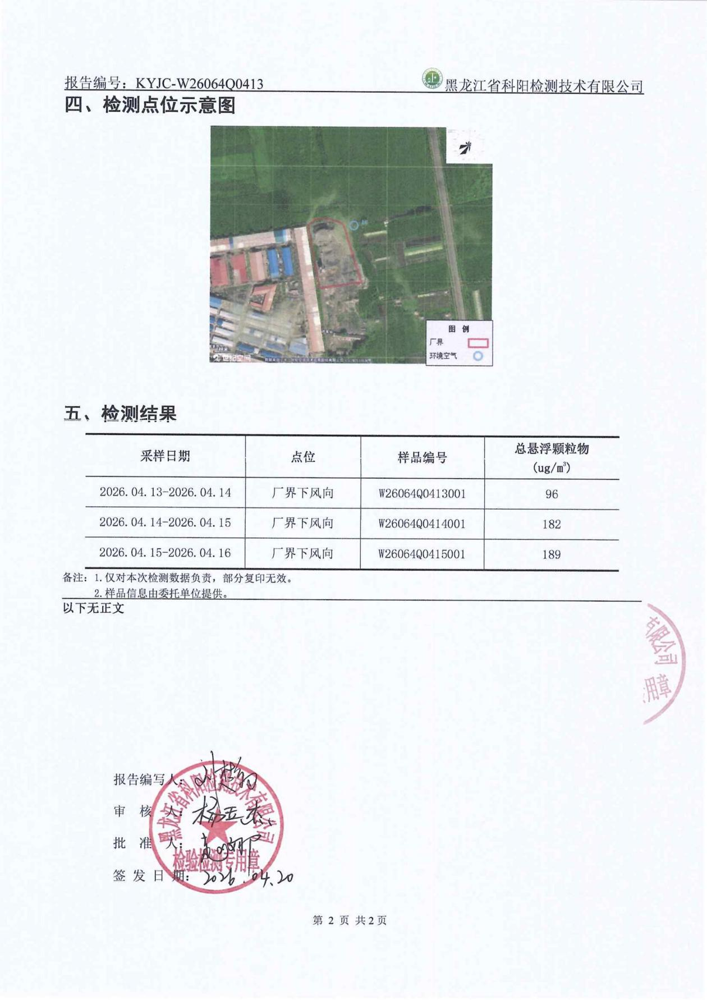 报告编号：KYJC-W26064Q0413
黑龙江省科阳检测技术有限公司
四、检测点位示意图
图 例
厂界
环境空气
世纪空间
五、检测结果
采样日期 点位 样品编号 总悬浮颗粒物
(ug/m³)
2026.04.13-2026.04.14 厂界下风向 W26064Q0413001 96
2026.04.14-2026.04.15 厂界下风向 W26064Q0414001 182
2026.04.15-2026.04.16 厂界下风向 W26064Q0415001 189
备注：1.仅对本次检测数据负责，部分复印无效。
2.样品信息由委托单位提供。
以下无正文
有限公司
用章
报告编写人：
审 核 人：
批 准 人：
签 发 日 期：2026.04.20
黑龙江省科阳检测技术有限公司
检验检测专用章
第 2 页 共2页